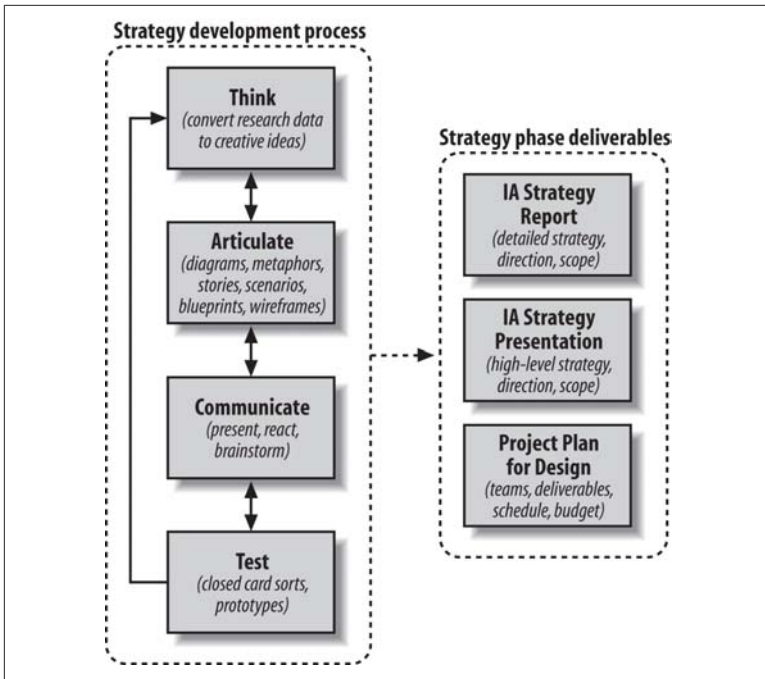 Strategy development process
Think
(convert research data
to creative ideas)
Articulate
(diagrams, metaphors,
stories, scenarios,
blueprints, wireframes)
Communicate
(present, react,
brainstorm)
Test
(closed card sorts,
prototypes)
Strategy phase deliverables
IA Strategy
Report
(detailed strategy,
direction, scope)
IA Strategy
Presentation
(high-level strategy,
direction, scope)
Project Plan
for Design
(teams, deliverables,
schedule, budget)